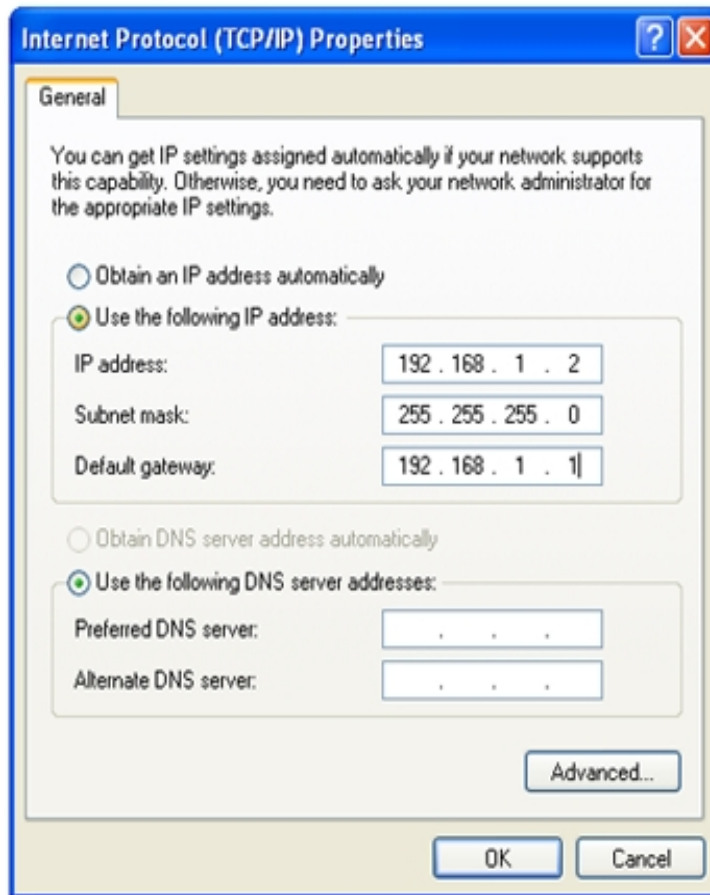 Internet Protocol (TCP/IP) Properties
General
You can get IP settings assigned automatically if your network supports
this capability. Otherwise, you need to ask your network administrator for
the appropriate IP settings.
Obtain an IP address automatically
Use the following IP address:
IP address: 192 . 168 . 1 . 2
Subnet mask: 255 . 255 . 255 . 0
Default gateway: 192 . 168 . 1 . 1
Obtain DNS server address automatically
Use the following DNS server addresses:
Preferred DNS server: . . .
Alternate DNS server: . . .
Advanced...
OK Cancel